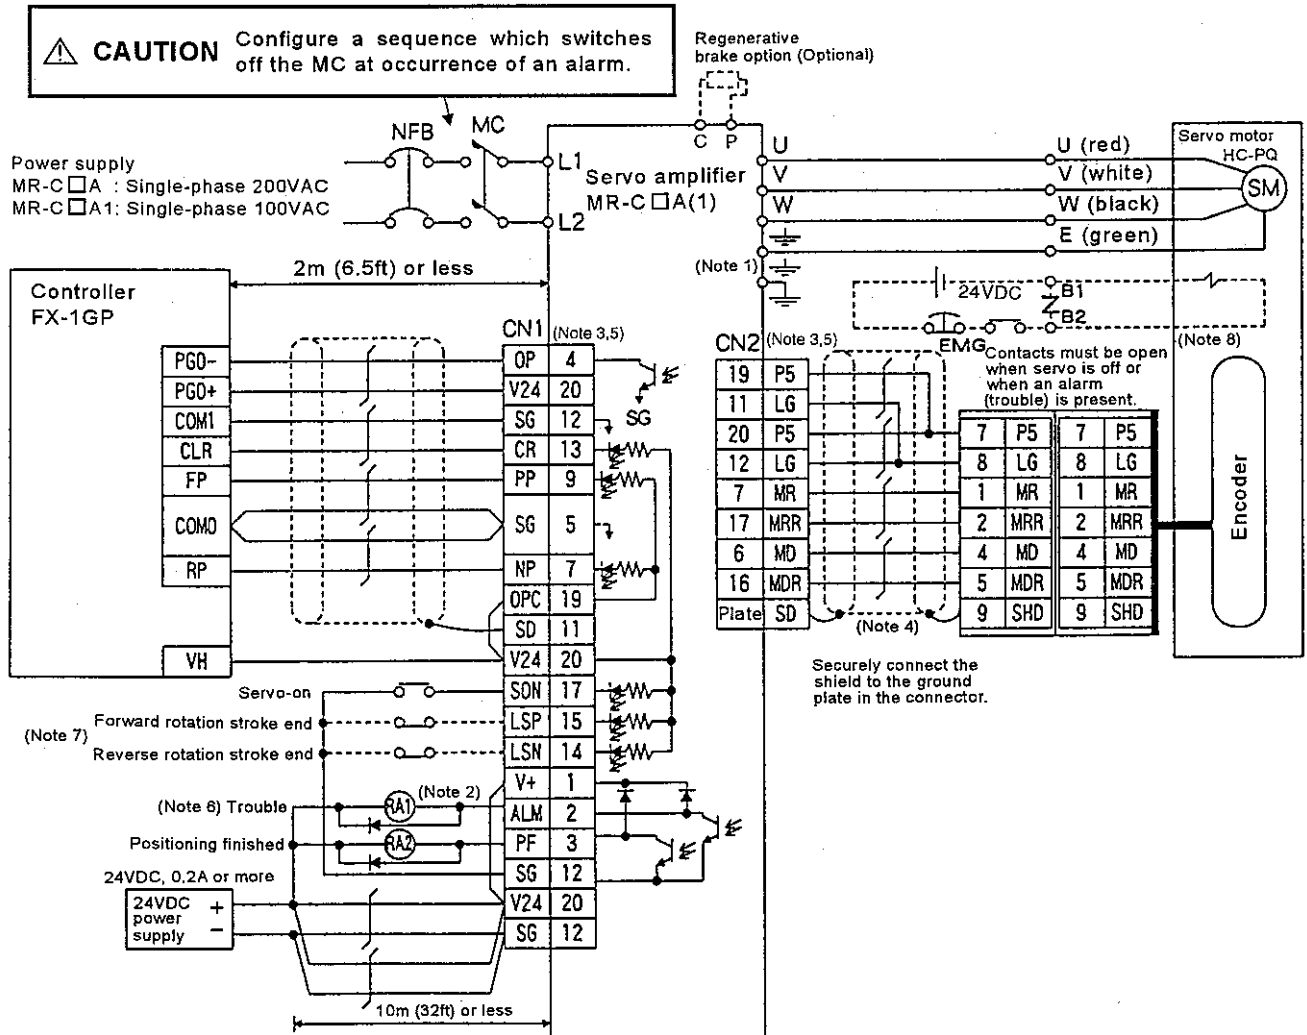 CAUTION Configure a sequence which switches
off the MC at occurrence of an alarm.
Regenerative
brake option (Optional)
NFB MC
C P
Power supply
MR-C□A : Single-phase 200VAC
MR-C□A1: Single-phase 100VAC
L1
L2
Servo amplifier
MR-C□A(1)
U
V
W
(Note 1)
U (red)
V (white)
W (black)
E (green)
Servo motor
HC-PQ
SM
2m (6.5ft) or less
Controller
FX-1GP
24VDC
B1
B2
EMG
(Note 8)
Contacts must be open
when servo is off or
when an alarm
(trouble) is present.
CN1 (Note 3,5)
PG0- OP 4
PG0+ V24 20
SG
COM1 SG 12
CLR CR 13
FP PP 9
COM0 SG 5
RP NP 7
OPC 19
SD 11
VH V24 20
Servo-on SON 17
(Note 7)
Forward rotation stroke end LSP 15
Reverse rotation stroke end LSN 14
V+ 1
(Note 6) Trouble RA1 (Note 2) ALM 2
Positioning finished RA2 PF 3
SG 12
24VDC, 0.2A or more
24VDC
power
supply
+
-
V24 20
SG 12
10m (32ft) or less
CN2 (Note 3,5)
19 P5
11 LG
20 P5 7 P5 7 P5
12 LG 8 LG 8 LG
7 MR 1 MR 1 MR
17 MRR 2 MRR 2 MRR
6 MD 4 MD 4 MD
16 MDR 5 MDR 5 MDR
Plate SD 9 SHD 9 SHD
(Note 4)
Encoder
Securely connect the
shield to the ground
plate in the connector.